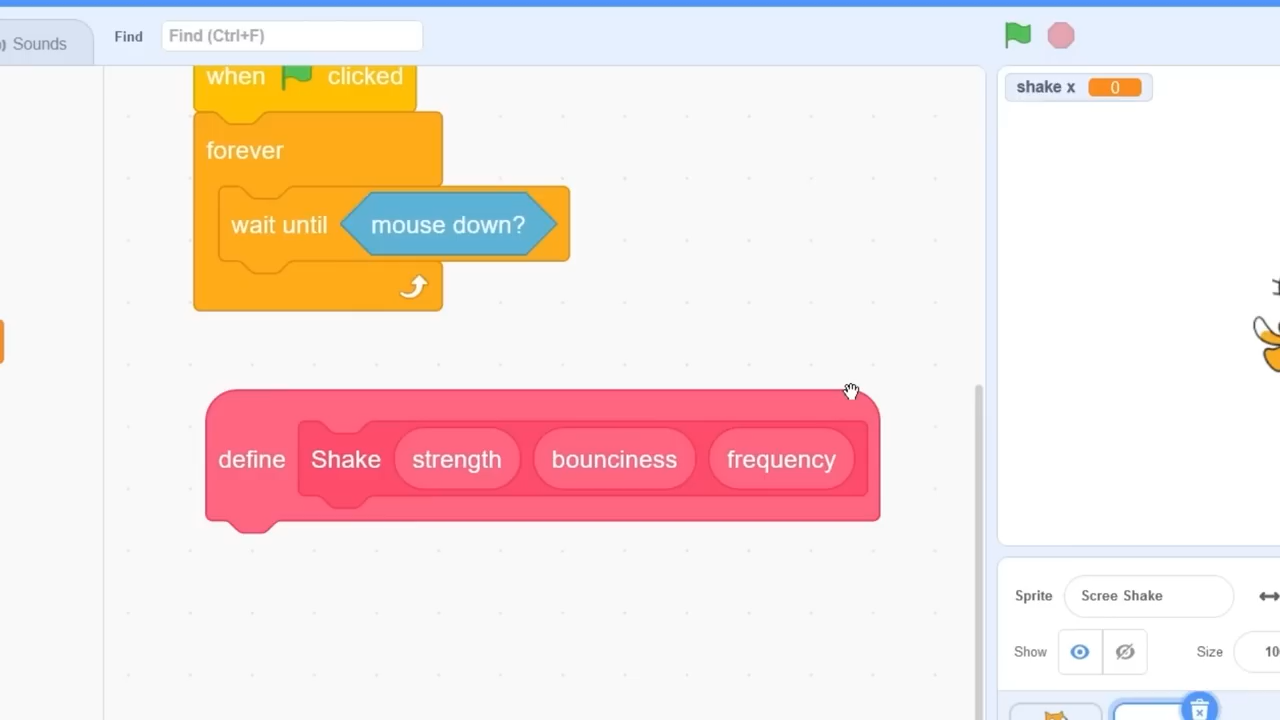 Sounds
Find
Find (Ctrl+F)
when clicked
forever
wait until mouse down?
define Shake strength bounciness frequency
shake x 0
Sprite Scree Shake
Show
Size 10